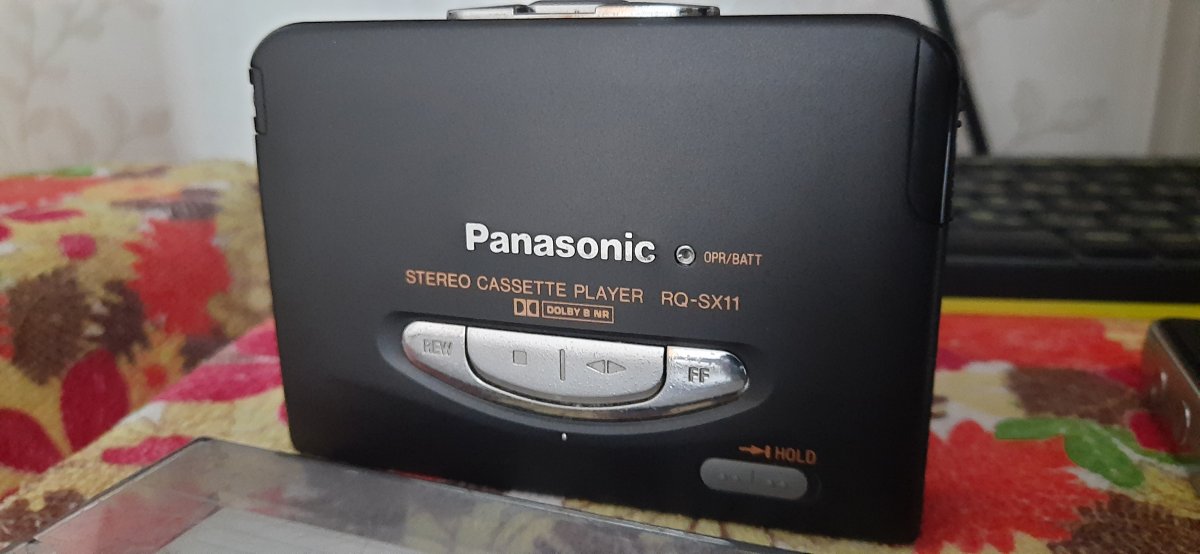 Panasonic OPR/BATT
STEREO CASSETTE PLAYER RQ-SX11
DOLBY B NR
REW FF
HOLD